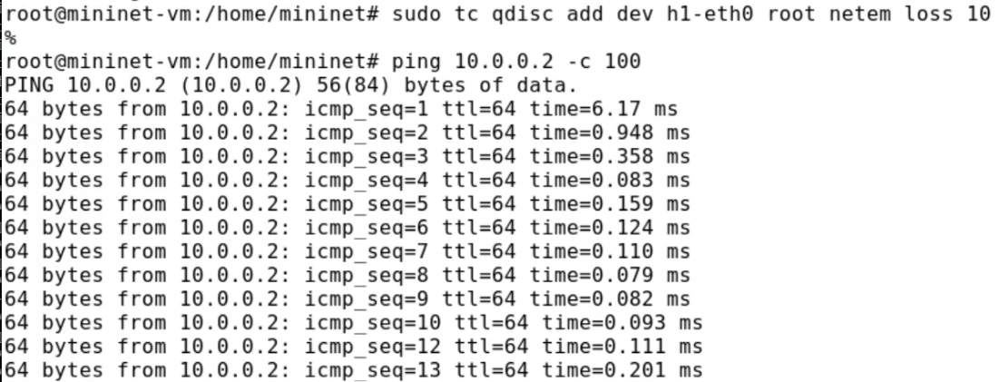 root@mininet-vm:/home/mininet# sudo tc qdisc add dev h1-eth0 root netem loss 10
%
root@mininet-vm:/home/mininet# ping 10.0.0.2 -c 100
PING 10.0.0.2 (10.0.0.2) 56(84) bytes of data.
64 bytes from 10.0.0.2: icmp_seq=1 ttl=64 time=6.17 ms
64 bytes from 10.0.0.2: icmp_seq=2 ttl=64 time=0.948 ms
64 bytes from 10.0.0.2: icmp_seq=3 ttl=64 time=0.358 ms
64 bytes from 10.0.0.2: icmp_seq=4 ttl=64 time=0.083 ms
64 bytes from 10.0.0.2: icmp_seq=5 ttl=64 time=0.159 ms
64 bytes from 10.0.0.2: icmp_seq=6 ttl=64 time=0.124 ms
64 bytes from 10.0.0.2: icmp_seq=7 ttl=64 time=0.110 ms
64 bytes from 10.0.0.2: icmp_seq=8 ttl=64 time=0.079 ms
64 bytes from 10.0.0.2: icmp_seq=9 ttl=64 time=0.082 ms
64 bytes from 10.0.0.2: icmp_seq=10 ttl=64 time=0.093 ms
64 bytes from 10.0.0.2: icmp_seq=12 ttl=64 time=0.111 ms
64 bytes from 10.0.0.2: icmp_seq=13 ttl=64 time=0.201 ms